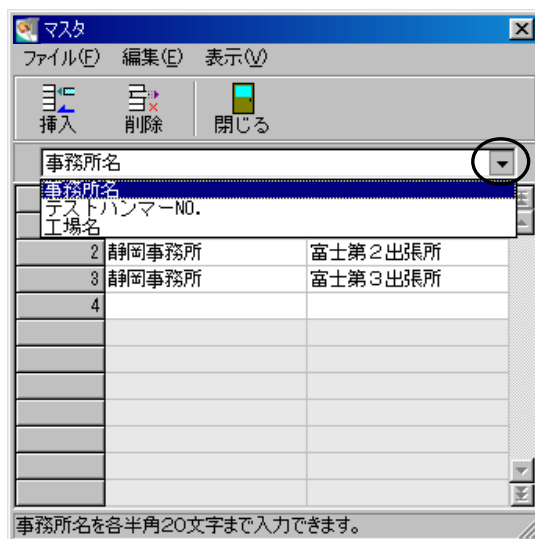 マスタ
ファイル(F) 編集(E) 表示(V)
挿入 削除 閉じる
事務所名
事務所名
テストハンマーNO.
工場名
2 静岡事務所 富士第2出張所
3 静岡事務所 富士第3出張所
4
事務所名を各半角20文字まで入力できます。